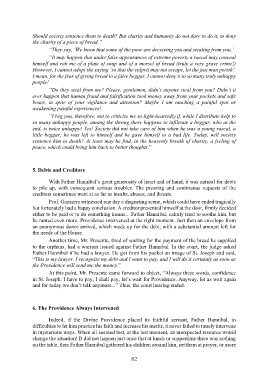 Should society sentence them to death? But charity and humanity do not dare to do it, to deny
the charity of a piece of bread."
"They say, 'We know that some of the poor are deceiving you and stealing from you.'
"It may happen that under false appearances of extreme poverty a rascal may conceal
himself and rob me of a plate of soup and of a morsel of bread (truly a very grave crime!)
However, I cannot adopt the saying 'so that the culprit may not escape, let the just man perish'.
I mean, for the fear of giving bread to a false beggar, I cannot deny it to so many truly unhappy
people!
"Do they steal from me? Please, gentlemen, didn't anyone steal from you? Didn't it
ever happen that human fraud and falsification took money away from your pockets and safe
boxes, in spite of your vigilance and attention? Maybe I am touching a painful spot or
awakening painful experiences!
"I beg you, therefore, not to criticize me so light-heartedly if, while I distribute help to
so many unhappy people, among the throng there happens to infiltrate a beggar, who at the
end, is twice unhappy! Yes! Society did not take care of him when he was a young rascal, a
little beggar; he was left to himself and he gave himself to a bad life. Today, will society
sentence him to death? At least may he find, in the heavenly breath of charity, a feeling of
peace, which could bring him back to better thoughts!"
5. Debts and Creditors
With Father Hannibal's great generosity of heart and of hand, it was natural for debts
to pile up, with consequent serious troubles. The pressing and continuous requests of the
creditors sometimes went as far as insults, abuses, and threats.
Prof. Gazzarra witnessed one day a disgusting scene, which could have ended tragically
but fortunately had a happy conclusion. A creditor presented himself at the door, firmly decided
either to be paid or to do something insane... Father Hannibal, calmly tried to soothe him, but
he ranted even more. Providence intervened at the right moment. Just then an envelope from
an anonymous donor arrived, which made up for the debt, with a substantial amount left for
the needs of the House.
Another time, Mr. Presente, tired of waiting for the payment of the bread he supplied
to the orphans, had a warrant issued against Father Hannibal. In the court, the judge asked
Father Hannibal if he had a lawyer. He got from his pocket an image of St. Joseph and said,
"This is my lawyer. I recognize my debt and I want to pay, and I will do it certainly as soon as
the Providence will send me the money."
At this point, Mr. Presente came forward to object, "Always these words, confidence
in St. Joseph: I have to pay, I shall pay, let's wait for Providence. Anyway, let us wait again
and for today we don't talk anymore..." Thus, the court hearing ended.
6. The Providence Always Intervened
Indeed, if the Divine Providence placed its faithful servant, Father Hannibal, in
difficulties to let him practice his faith and increase his merits, it never failed to timely intervene
in mysterious ways. When all seemed lost, at the last moment, an unexpected resource would
change the situation! It did not happen just once that at lunch or suppertime there was nothing
on the table, then Father Hannibal gathered his children around him, set them at prayer, or more
82